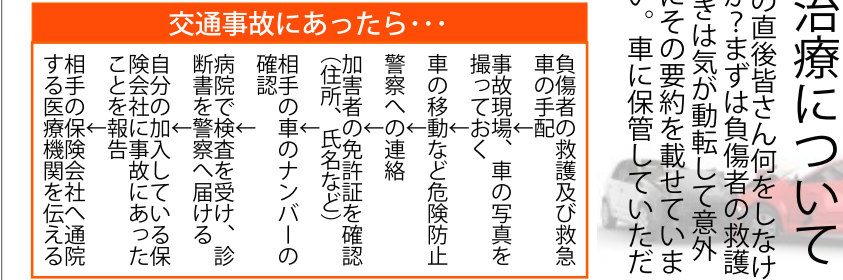 治療について
の直後皆さん何をしなけ
か?まずは負傷者の救護
きは気が動転して意外
にその要約を載せていま
い。車に保管していただ
交通事故にあったら・・・
負傷者の救護及び救急
車の手配
←
事故現場、車の写真を
撮っておく
←
車の移動など危険防止
←
警察への連絡
←
加害者の免許証を確認
(住所、氏名など)
←
相手の車のナンバーの
確認
←
病院で検査を受け、診
断書を警察へ届ける
←
自分の加入している保
険会社に事故にあった
ことを報告
←
相手の保険会社へ通院
する医療機関を伝える